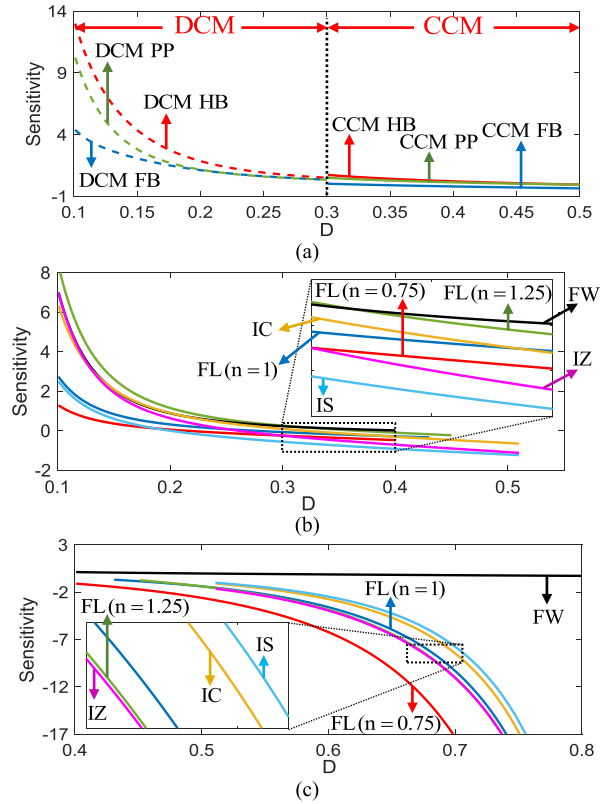 14
DCM
CCM
DCM PP
9
DCM HB
CCM HB
CCM PP
CCM FB
Sensitivity
4
DCM FB
-1
0.1 0.15 0.2 0.25 0.3 0.35 0.4 0.45 0.5
D
(a)
8
6
4
2
0
-2
Sensitivity
FL(n = 0.75)
FL(n = 1.25)
FW
IC
FL(n = 1)
IZ
IS
0.1 0.2 0.3 0.4 0.5
D
(b)
3
-2
-7
-12
-17
Sensitivity
FL(n = 1)
FW
FL(n = 1.25)
IS
IC
IZ
FL(n = 0.75)
0.4 0.5 0.6 0.7 0.8
D
(c)